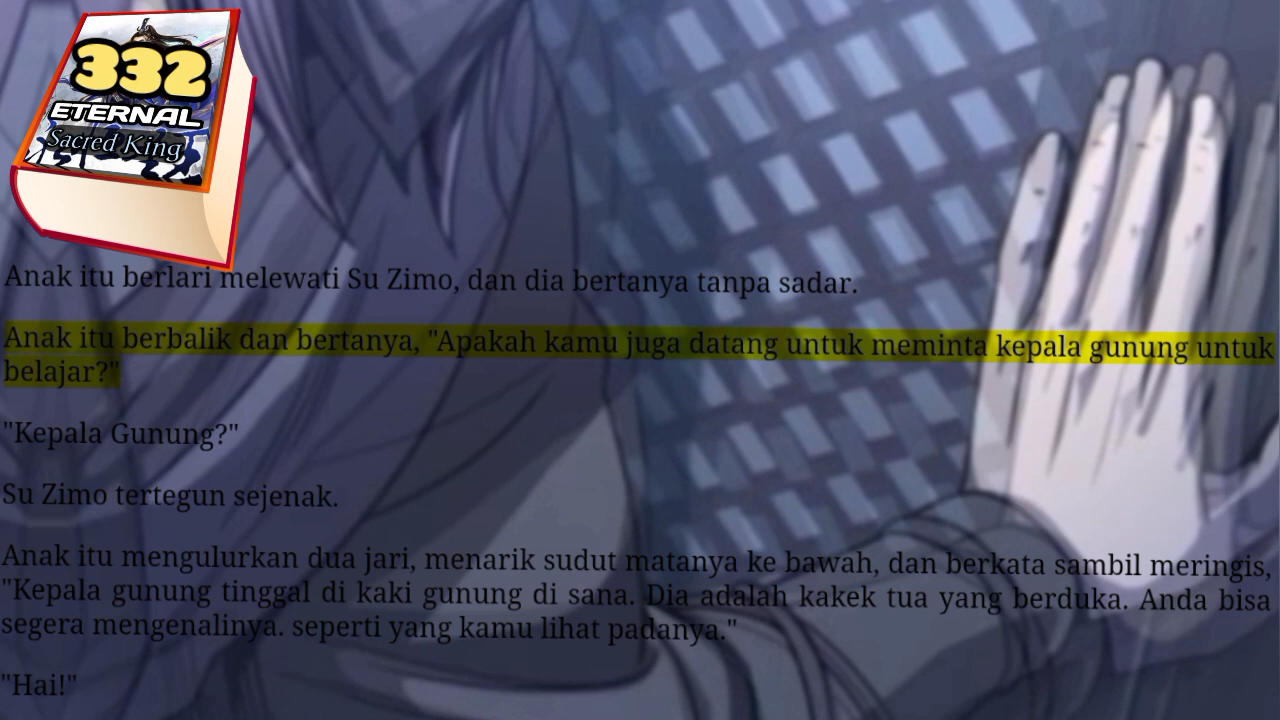 332
ETERNAL
Sacred King
Anak itu berlari melewati Su Zimo, dan dia bertanya tanpa sadar.
Anak itu berbalik dan bertanya, "Apakah kamu juga datang untuk meminta kepala gunung untuk
belajar?"
"Kepala Gunung?"
Su Zimo tertegun sejenak.
Anak itu mengulurkan dua jari, menarik sudut matanya ke bawah, dan berkata sambil meringis,
"Kepala gunung tinggal di kaki gunung di sana. Dia adalah kakek tua yang berduka. Anda bisa
segera mengenalinya. seperti yang kamu lihat padanya."
"Hai!"